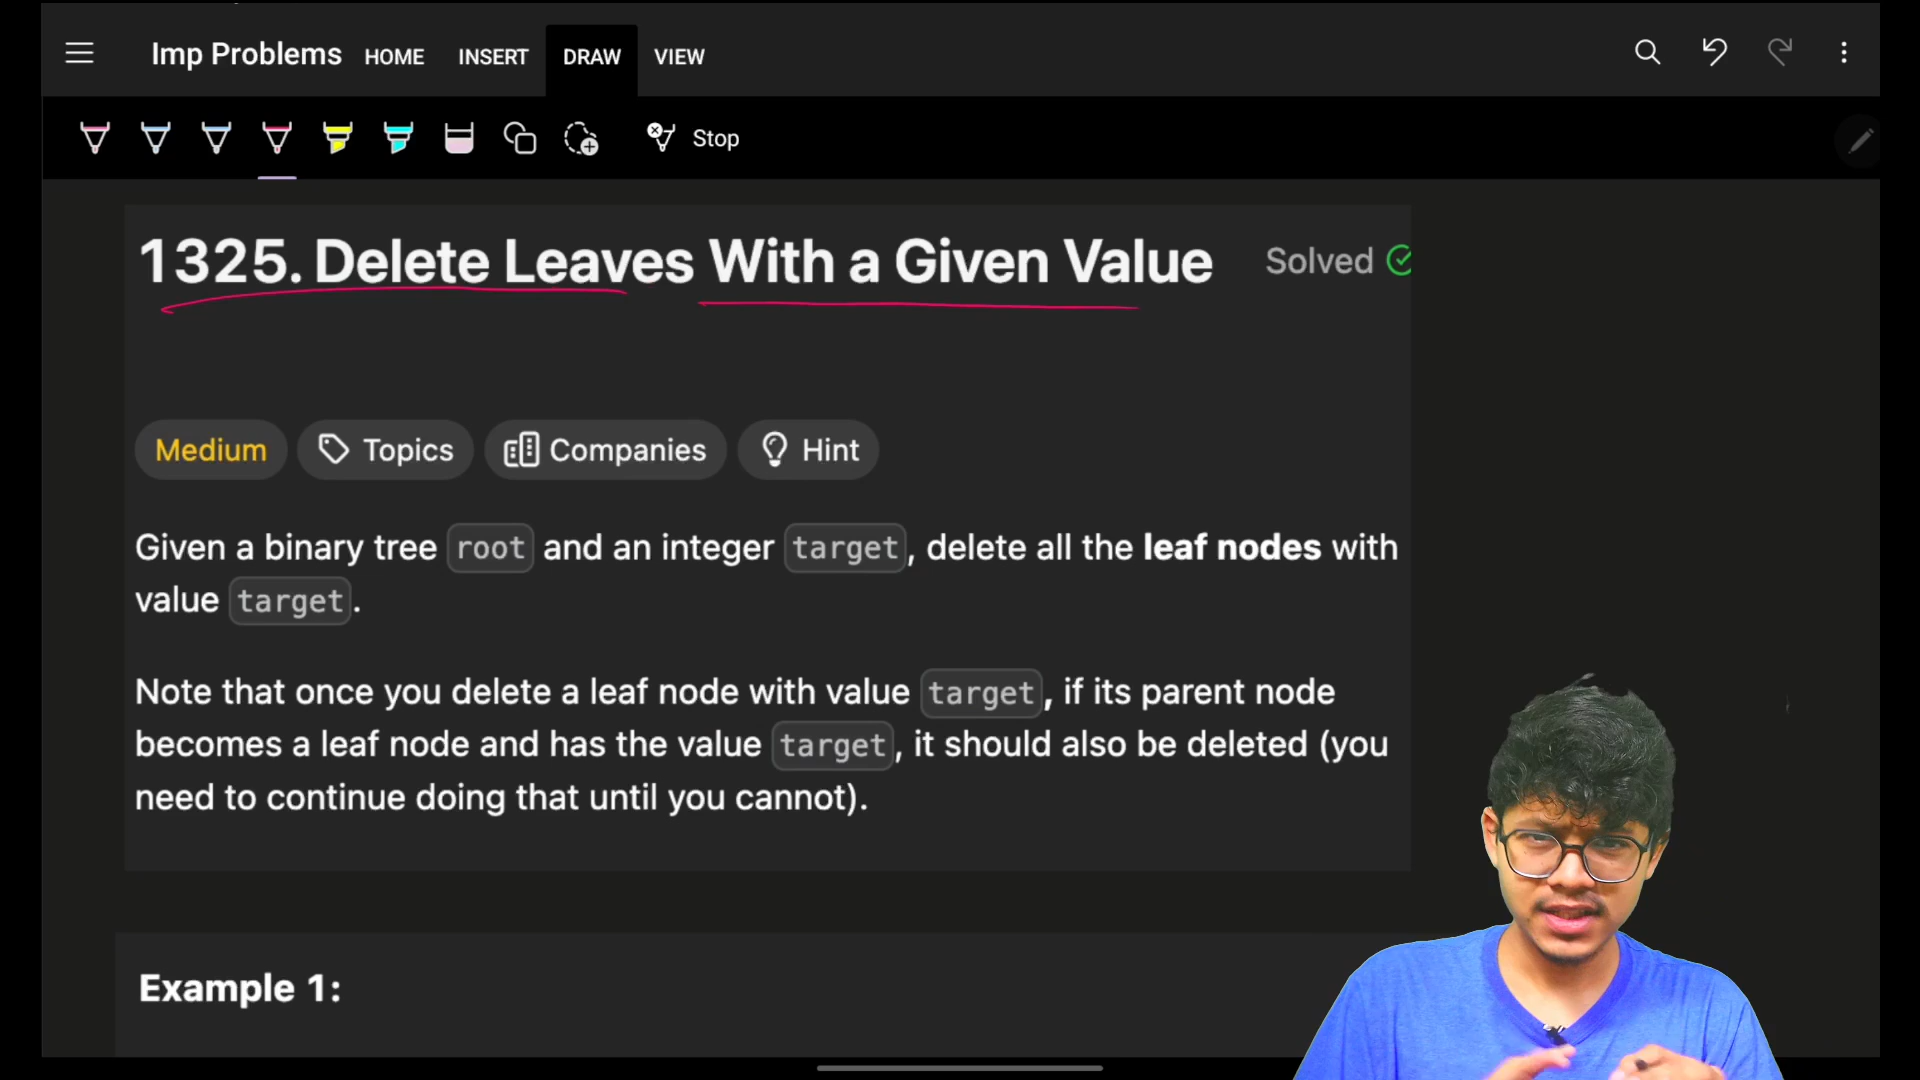 Imp Problems HOME INSERT DRAW VIEW
Stop
1325. Delete Leaves With a Given Value Solved
Medium Topics Companies Hint
Given a binary tree root and an integer target, delete all the leaf nodes with
value target.
Note that once you delete a leaf node with value target, if its parent node
becomes a leaf node and has the value target, it should also be deleted (you
need to continue doing that until you cannot).
Example 1: